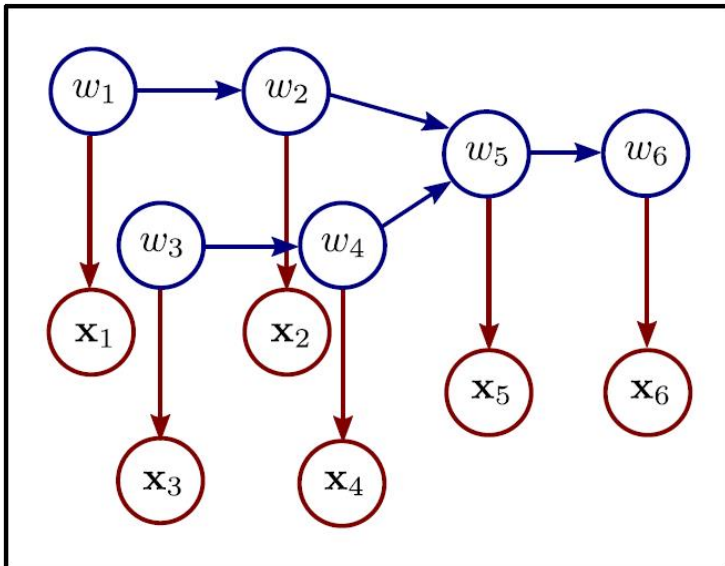 w₁ w₂
w₅ w₆
w₃ w₄
x₁ x₂
x₅ x₆
x₃ x₄